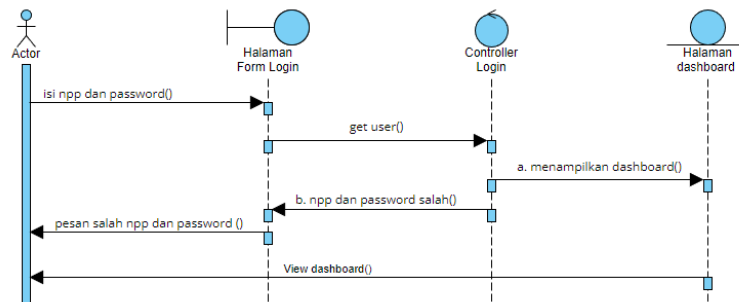 Actor
Halaman
Form Login
Controller
Login
Halaman
dashboard
isi npp dan password()
get user()
a. menampilkan dashboard()
b. npp dan password salah()
pesan salah npp dan password ()
View dashboard()